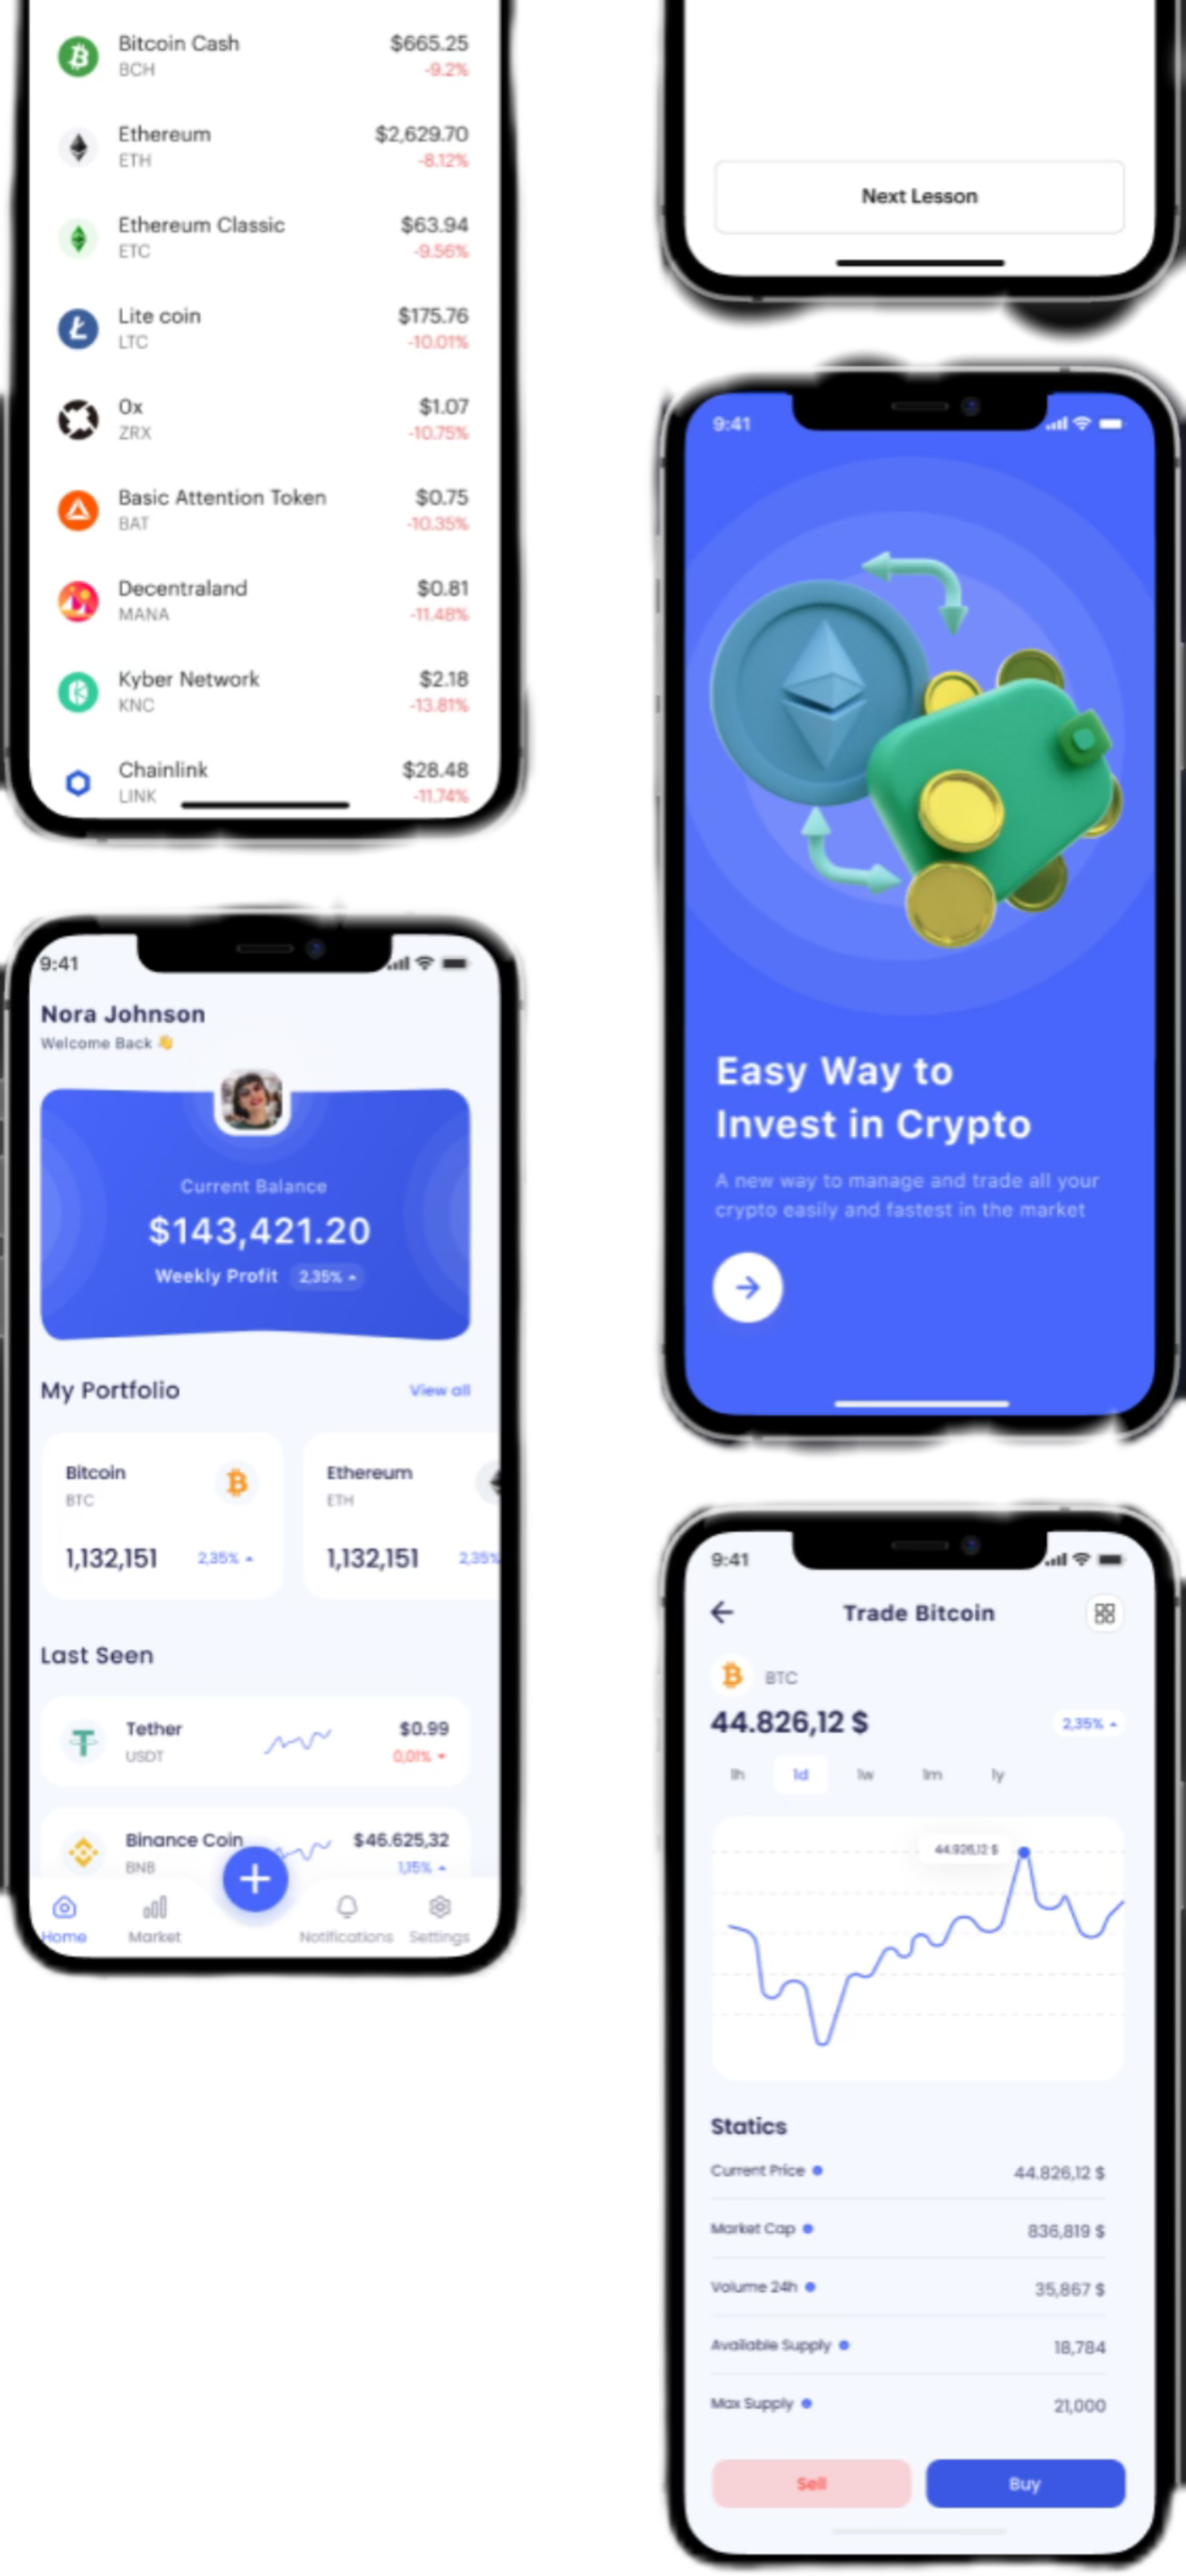 Bitcoin Cash $665.25
BCH -9.2%
Ethereum $2,629.70
ETH -8.12%
Ethereum Classic $63.94
ETC -9.56%
Lite coin $175.76
LTC -10.01%
0x $1.07
ZRX -10.75%
Basic Attention Token $0.75
BAT -10.35%
Decentraland $0.81
MANA -11.48%
Kyber Network $2.18
KNC -13.81%
Chainlink $28.48
LINK -11.74%
9:41
Nora Johnson
Welcome Back 👋
Current Balance
$143,421.20
Weekly Profit 2,35%
My Portfolio View all
Bitcoin Ethereum
BTC ETH
1,132,151 2,35% 1,132,151 2,35%
Last Seen
Tether $0.99
USDT 0,01%
Binance Coin $46.625,32
BNB 1,15%
Home Market Notifications Settings
Next Lesson
9:41
Easy Way to
Invest in Crypto
A new way to manage and trade all your
crypto easily and fastest in the market
9:41
Trade Bitcoin
BTC
44.826,12 $ 2,35%
1h 1d 1w 1m 1y
44.926,12 $
Statics
Current Price 44.826,12 $
Market Cap 836,819 $
Volume 24h 35,867 $
Available Supply 18,784
Max Supply 21,000
Sell Buy